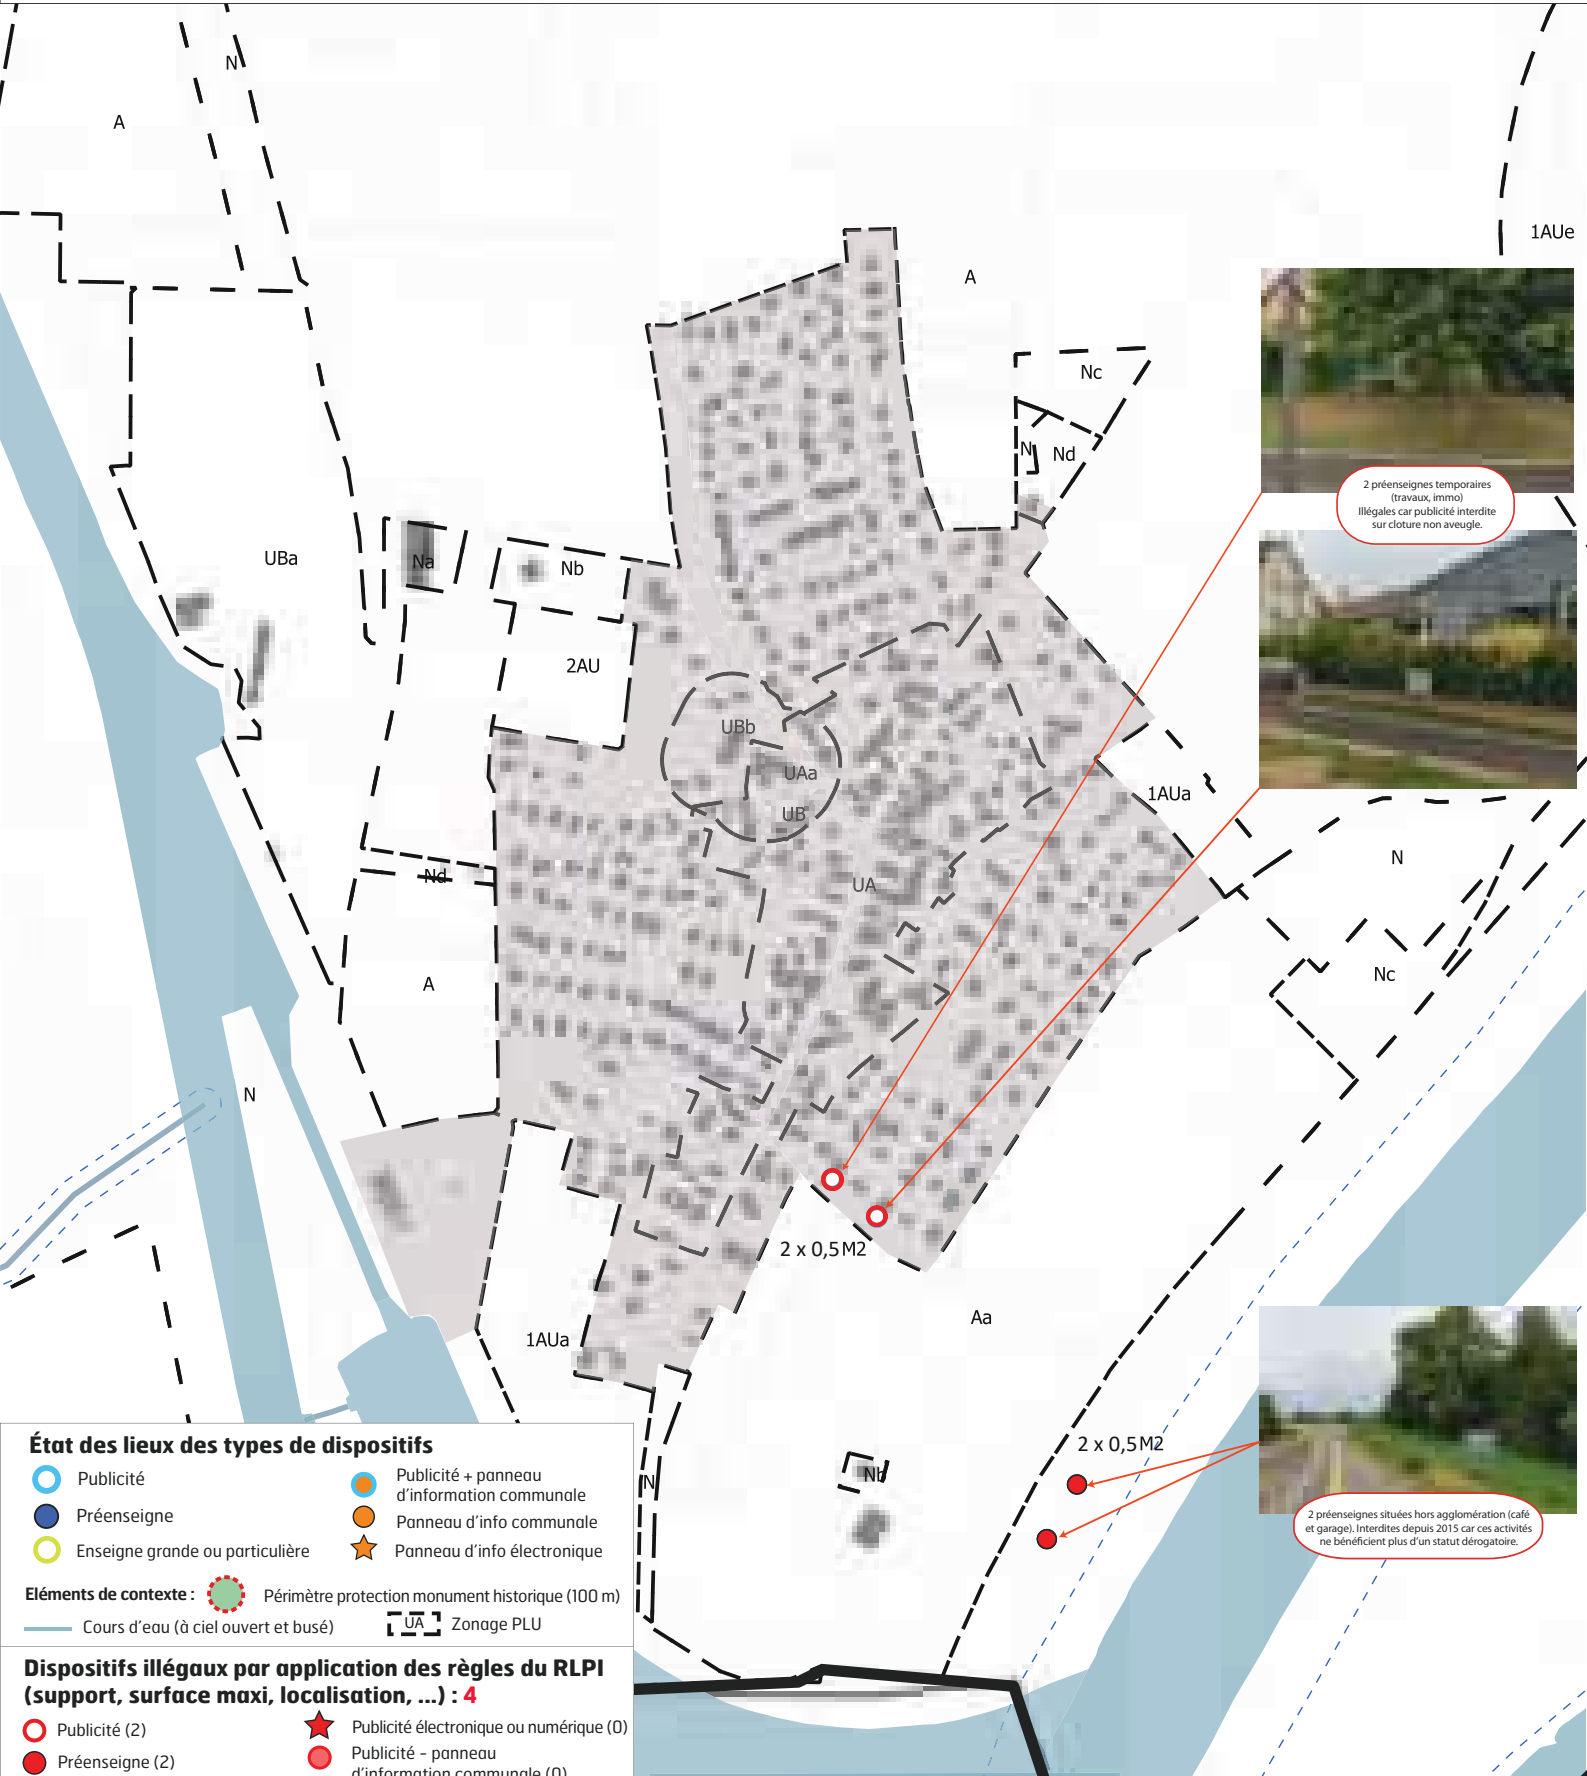 N
A
1AUe
A
Nc
N
Nd
2 préenseignes temporaires
(travaux, immo)
Illégales car publicité interdite
sur cloture non aveugle.
UBa
Na
Nb
2AU
UBb
UAa
UB
1AUa
UA
N
Nd
A
Nc
N
2 x 0,5M2
Aa
1AUa
2 x 0,5M2
N
Nb
2 préenseignes situées hors agglomération (café
et garage). Interdites depuis 2015 car ces activités
ne bénéficient plus d'un statut dérogatoire.
État des lieux des types de dispositifs
Publicité
Préenseigne
Enseigne grande ou particulière
Publicité + panneau
d'information communale
Panneau d'info communale
Panneau d'info électronique
Eléments de contexte :
Périmètre protection monument historique (100 m)
Cours d'eau (à ciel ouvert et busé)
UA
Zonage PLU
Dispositifs illégaux par application des règles du RLPI
(support, surface maxi, localisation, ...) : 4
Publicité (2)
Préenseigne (2)
Publicité électronique ou numérique (0)
Publicité - panneau
d'information communale (0)